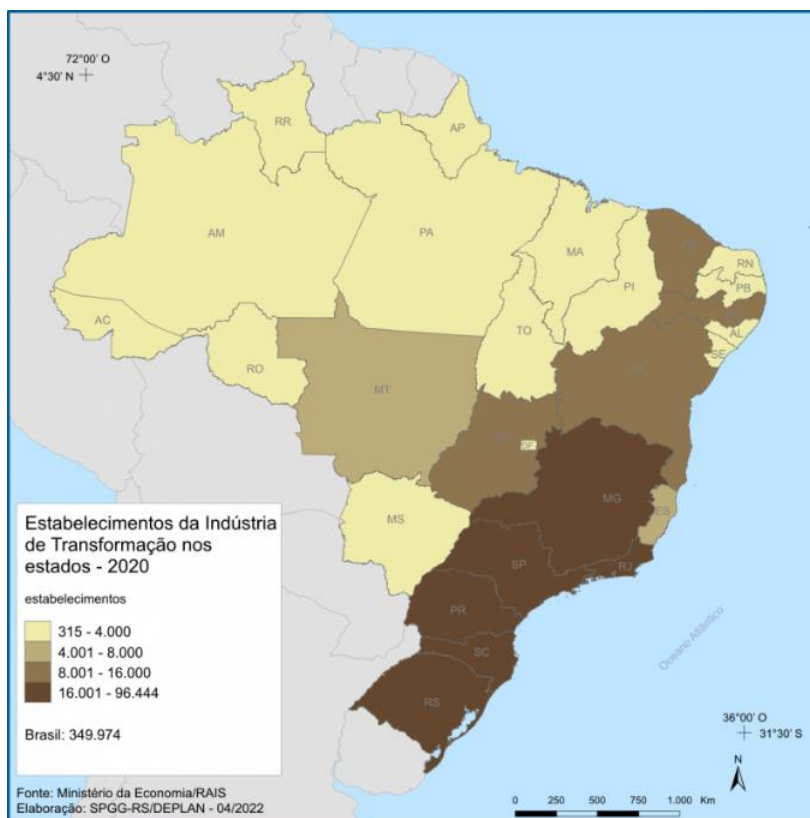 72°00' O
4°30' N
RR
AP
AM
PA
MA
CE
RN
PB
PI
PE
AL
SE
AC
TO
RO
BA
MT
GO
DF
MG
ES
MS
SP
RJ
PR
SC
RS
Oceano Atlântico
Estabelecimentos da Indústria
de Transformação nos
estados - 2020
estabelecimentos
315 - 4.000
4.001 - 8.000
8.001 - 16.000
16.001 - 96.444
Brasil: 349.974
36°00' O
31°30' S
N
Fonte: Ministério da Economia/RAIS
Elaboração: SPGG-RS/DEPLAN - 04/2022
0 250 500 750 1.000 Km